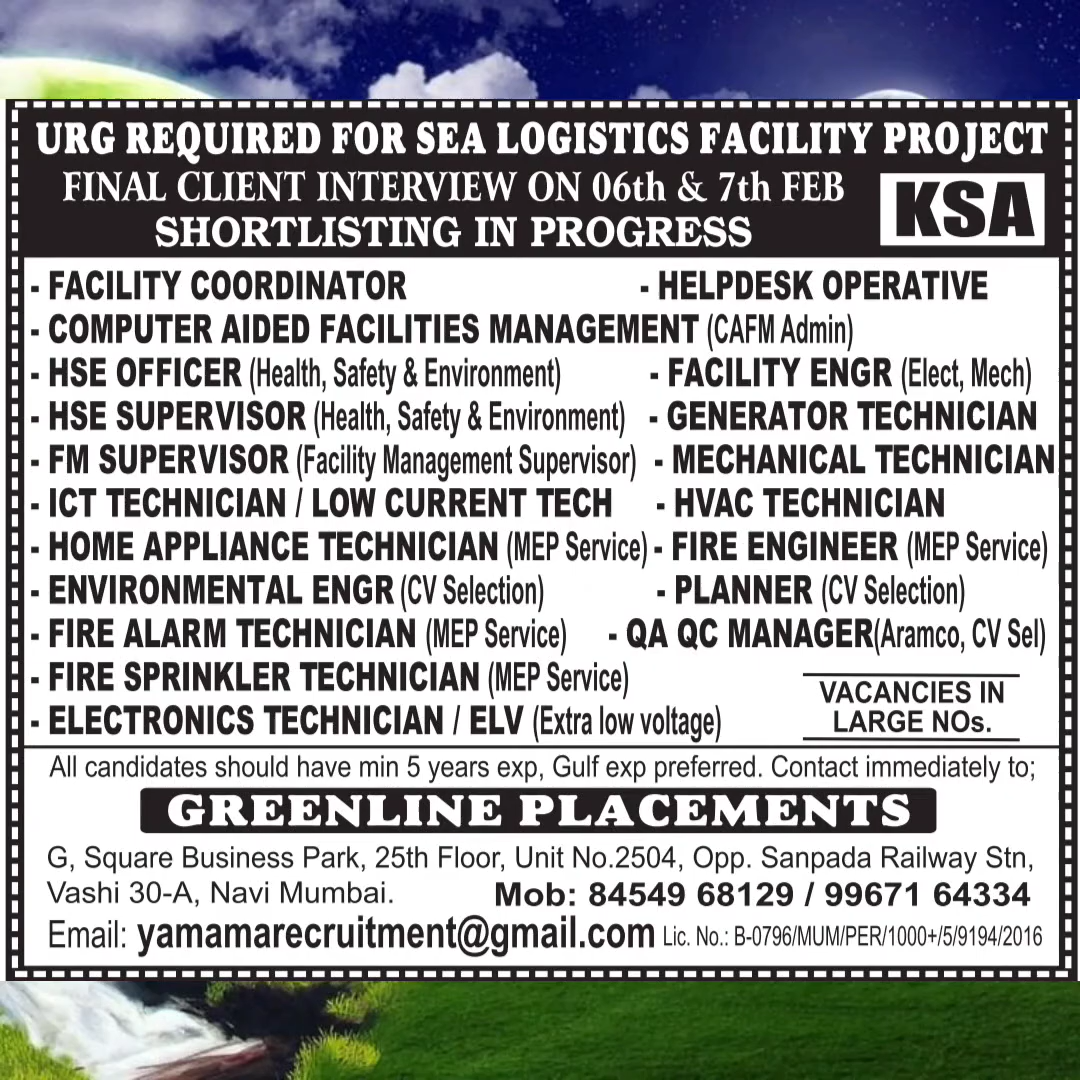 URG REQUIRED FOR SEA LOGISTICS FACILITY PROJECT
FINAL CLIENT INTERVIEW ON 06th & 7th FEB
KSA
SHORTLISTING IN PROGRESS
- FACILITY COORDINATOR - HELPDESK OPERATIVE
- COMPUTER AIDED FACILITIES MANAGEMENT (CAFM Admin)
- HSE OFFICER (Health, Safety & Environment) - FACILITY ENGR (Elect, Mech)
- HSE SUPERVISOR (Health, Safety & Environment) - GENERATOR TECHNICIAN
- FM SUPERVISOR (Facility Management Supervisor) - MECHANICAL TECHNICIAN
- ICT TECHNICIAN / LOW CURRENT TECH - HVAC TECHNICIAN
- HOME APPLIANCE TECHNICIAN (MEP Service) - FIRE ENGINEER (MEP Service)
- ENVIRONMENTAL ENGR (CV Selection) - PLANNER (CV Selection)
- FIRE ALARM TECHNICIAN (MEP Service) - QA QC MANAGER(Aramco, CV Sel)
- FIRE SPRINKLER TECHNICIAN (MEP Service)
- ELECTRONICS TECHNICIAN / ELV (Extra low voltage)
VACANCIES IN
LARGE NOs.
All candidates should have min 5 years exp, Gulf exp preferred. Contact immediately to;
GREENLINE PLACEMENTS
G, Square Business Park, 25th Floor, Unit No.2504, Opp. Sanpada Railway Stn,
Vashi 30-A, Navi Mumbai. Mob: 84549 68129 / 99671 64334
Email: yamamarecruitment@gmail.com Lic. No.: B-0796/MUM/PER/1000+/5/9194/2016